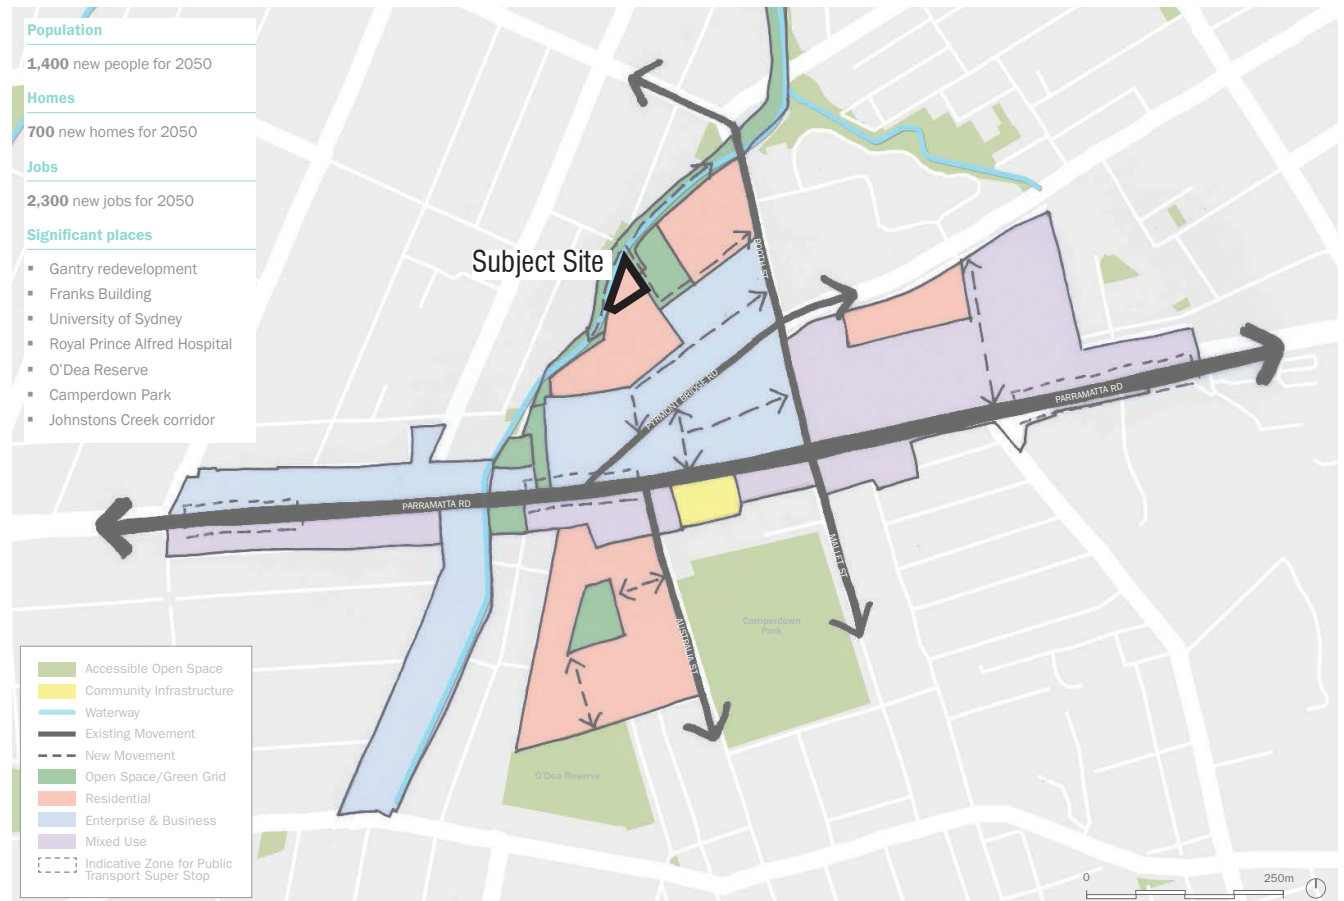 Population
1,400 new people for 2050
Homes
700 new homes for 2050
Jobs
2,300 new jobs for 2050
Significant places
▪ Gantry redevelopment
▪ Franks Building
▪ University of Sydney
▪ Royal Prince Alfred Hospital
▪ O'Dea Reserve
▪ Camperdown Park
▪ Johnstons Creek corridor
Subject Site
BOOTH ST
PYRMONT BRIDGE RD
PARRAMATTA RD
PARRAMATTA RD
MALLET ST
AUSTRALIA ST
Camperdown
Park
O'Dea Reserve
Accessible Open Space
Community Infrastructure
Waterway
Existing Movement
New Movement
Open Space/Green Grid
Residential
Enterprise & Business
Mixed Use
Indicative Zone for Public
Transport Super Stop
0 250m